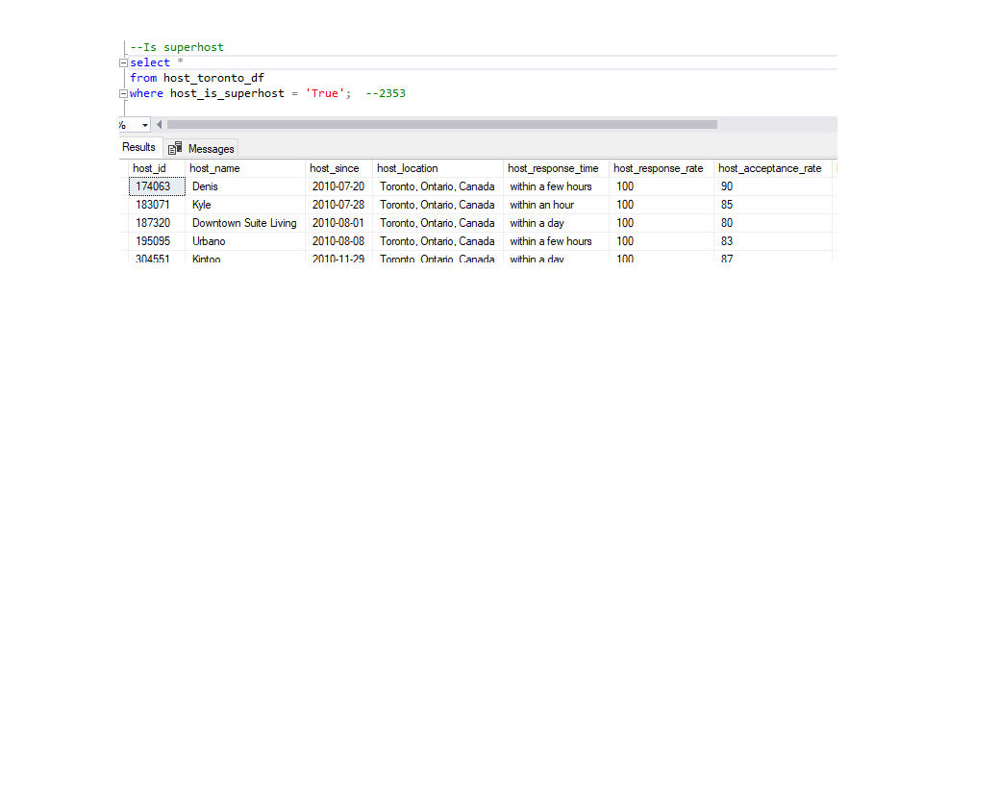 --Is superhost
select *
from host_toronto_df
where host_is_superhost = 'True';  --2353
%
Results Messages
host_id host_name host_since host_location host_response_time host_response_rate host_acceptance_rate
174063 Denis 2010-07-20 Toronto, Ontario, Canada within a few hours 100 90
183071 Kyle 2010-07-28 Toronto, Ontario, Canada within an hour 100 85
187320 Downtown Suite Living 2010-08-01 Toronto, Ontario, Canada within a day 100 80
195095 Urbano 2010-08-08 Toronto, Ontario, Canada within a few hours 100 83
304551 Kintoo 2010-11-29 Toronto, Ontario, Canada within a day 100 87